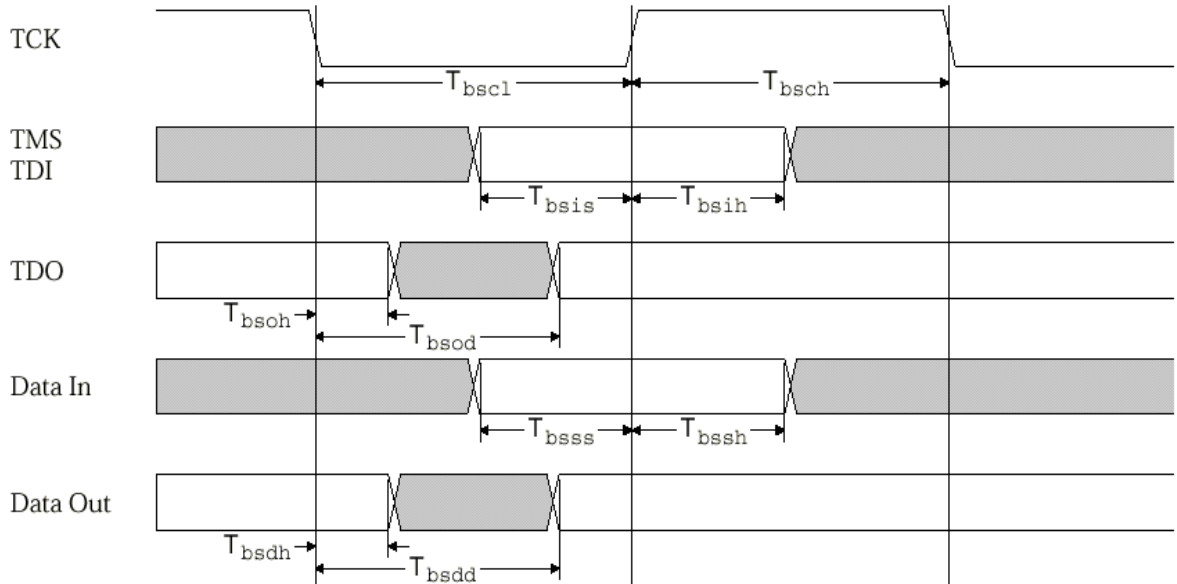 TCK
Tbscl Tbsch
TMS
TDI
Tbsis Tbsih
TDO
Tbsoh
Tbsod
Data In
Tbsss Tbssh
Data Out
Tbsdh
Tbsdd